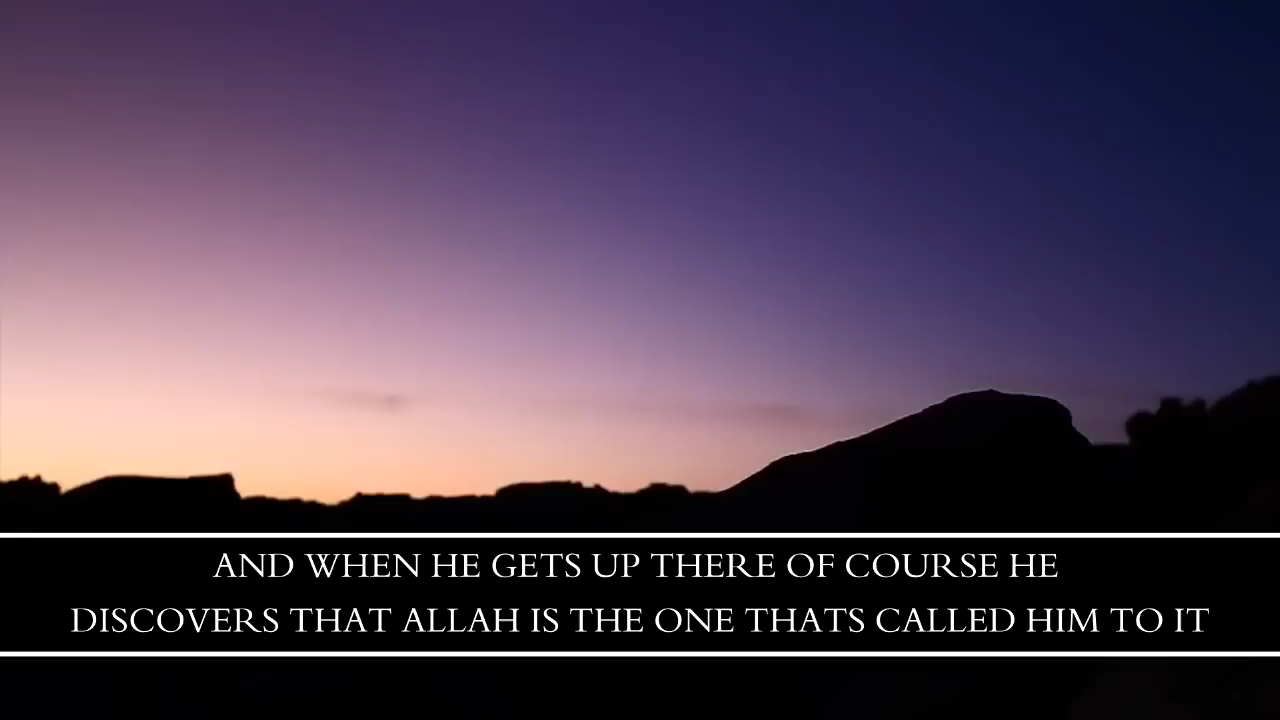 AND WHEN HE GETS UP THERE OF COURSE HE
DISCOVERS THAT ALLAH IS THE ONE THATS CALLED HIM TO IT